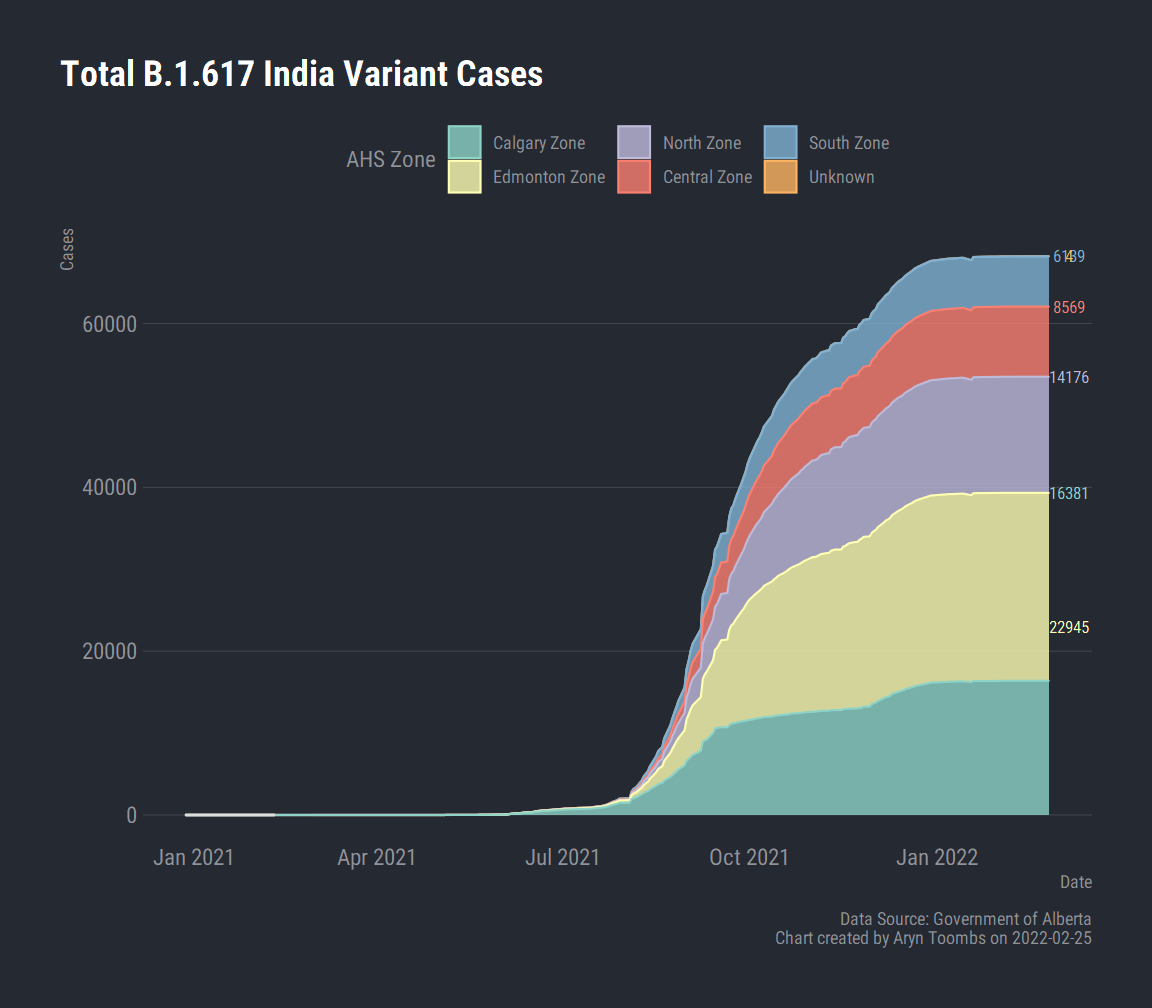 Total B.1.617 India Variant Cases
AHS Zone
Calgary Zone
North Zone
South Zone
Edmonton Zone
Central Zone
Unknown
Cases
6139
4
8569
60000
14176
40000
16381
22945
20000
0
Jan 2021
Apr 2021
Jul 2021
Oct 2021
Jan 2022
Date
Data Source: Government of Alberta
Chart created by Aryn Toombs on 2022-02-25